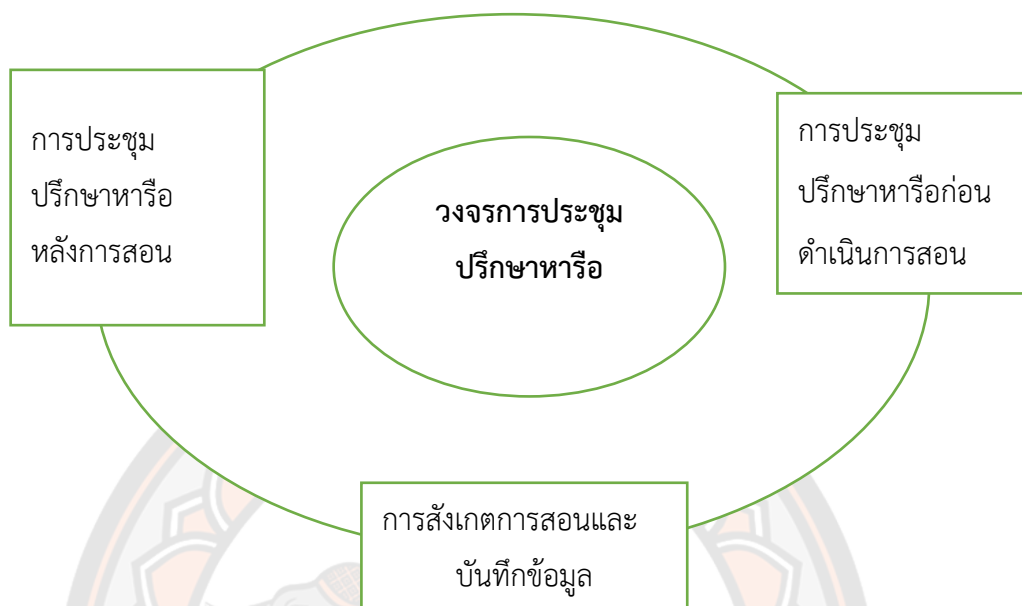 การประชุม
ปรึกษาหารือ
หลังการสอน
วงจรการประชุม
ปรึกษาหารือ
การประชุม
ปรึกษาหารือก่อน
ดำเนินการสอน
การสังเกตการสอนและ
บันทึกข้อมูล